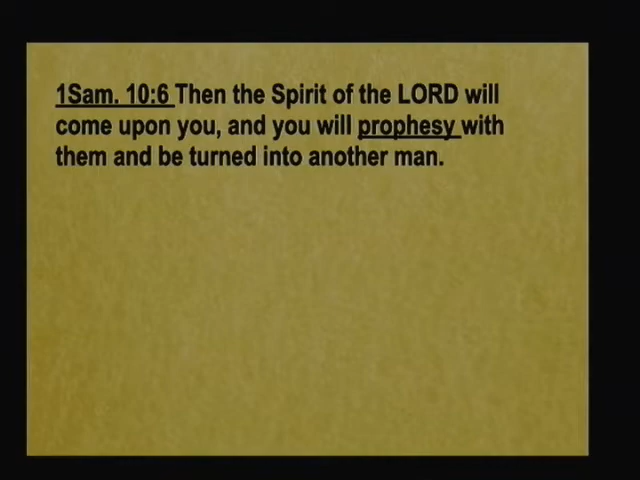 1Sam. 10:6 Then the Spirit of the LORD will
come upon you, and you will prophesy with
them and be turned into another man.